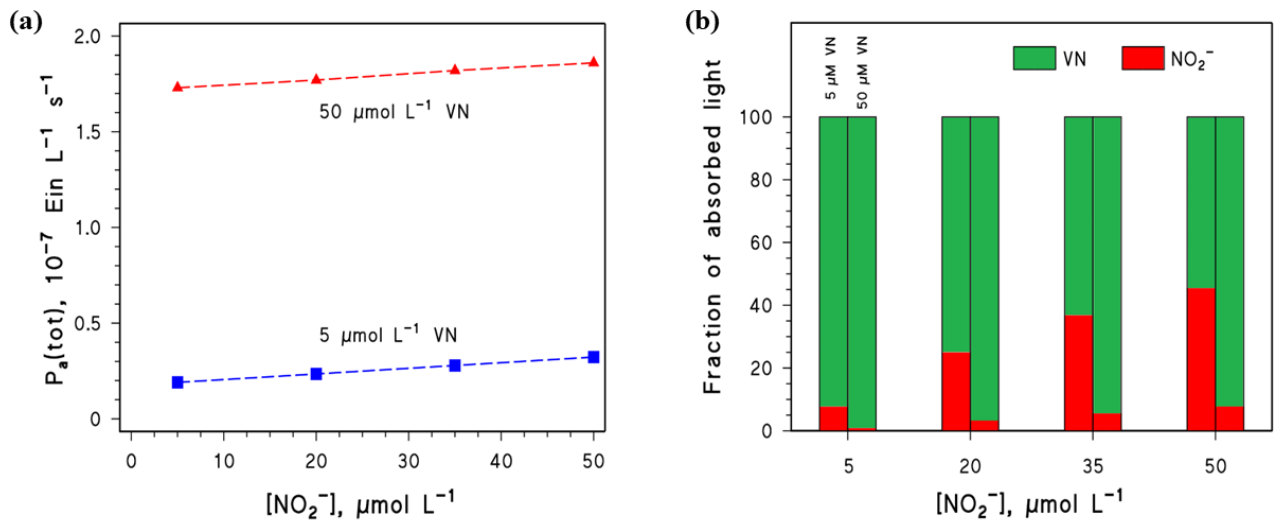 (a)
2.0
1.5
1.0
0.5
0
50 µmol L⁻¹ VN
5 µmol L⁻¹ VN
0 10 20 30 40 50
[NO₂⁻], µmol L⁻¹
Pₐ(tot), 10⁻⁷ Ein L⁻¹ s⁻¹
(b)
5 µM VN
50 µM VN
VN NO₂⁻
100
80
60
40
20
0
5 20 35 50
[NO₂⁻], µmol L⁻¹
Fraction of absorbed light